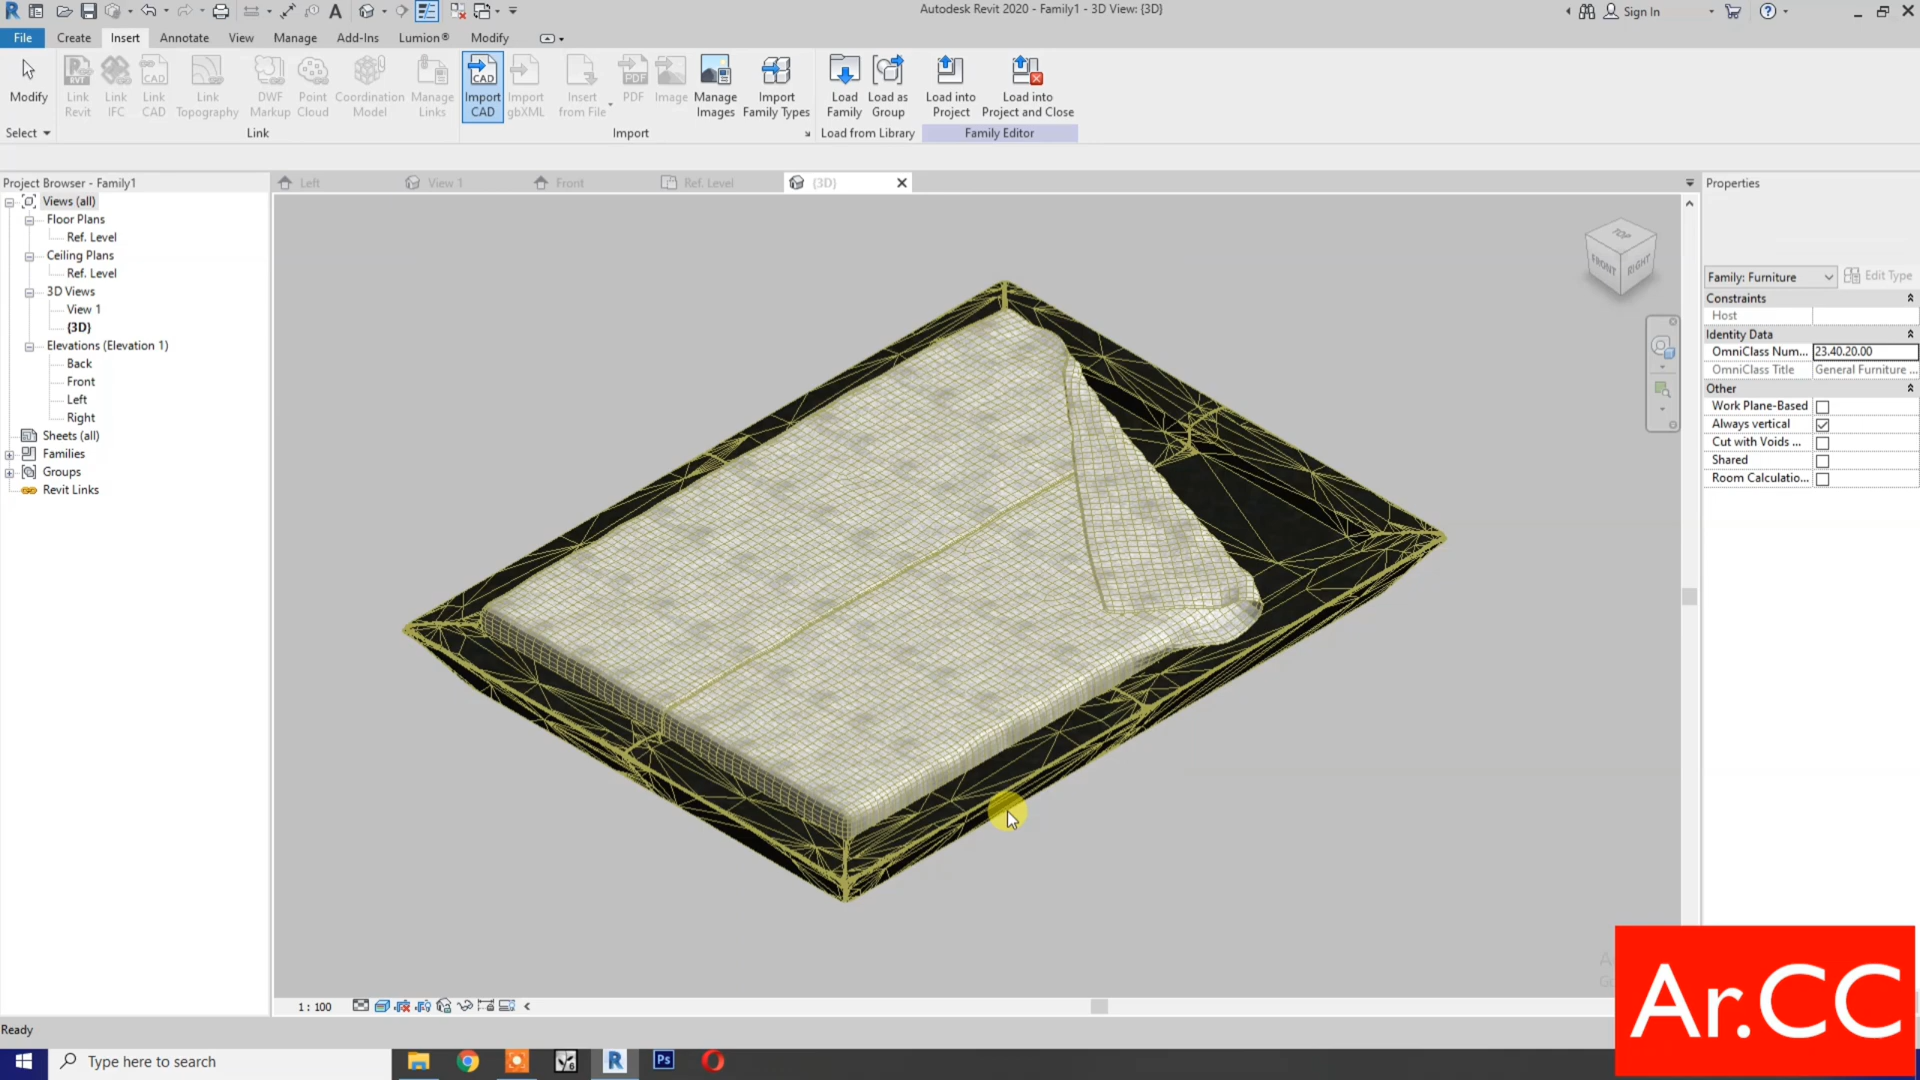 Autodesk Revit 2020 - Family1 - 3D View: {3D}
Sign In
File Create Insert Annotate View Manage Add-Ins Lumion® Modify
Modify
Link Revit
Link IFC
Link CAD
Link Topography
DWF Markup
Point Cloud
Coordination Model
Manage Links
Import CAD
Import gbXML
Insert from File
PDF
Image
Manage Images
Import Family Types
Load Family
Load as Group
Load into Project
Load into Project and Close
Select
Link
Import
Load from Library
Family Editor
Project Browser - Family1
Left
View 1
Front
Ref. Level
{3D}
Properties
Views (all)
Floor Plans
Ref. Level
Ceiling Plans
Ref. Level
3D Views
View 1
{3D}
Elevations (Elevation 1)
Back
Front
Left
Right
Sheets (all)
Families
Groups
Revit Links
TOP
FRONT
RIGHT
Family: Furniture
Edit Type
Constraints
Host
Identity Data
OmniClass Num... 23.40.20.00
OmniClass Title General Furniture ...
Other
Work Plane-Based
Always vertical
Cut with Voids ...
Shared
Room Calculatio...
1 : 100
Ready
Ar.CC
Type here to search
Ps